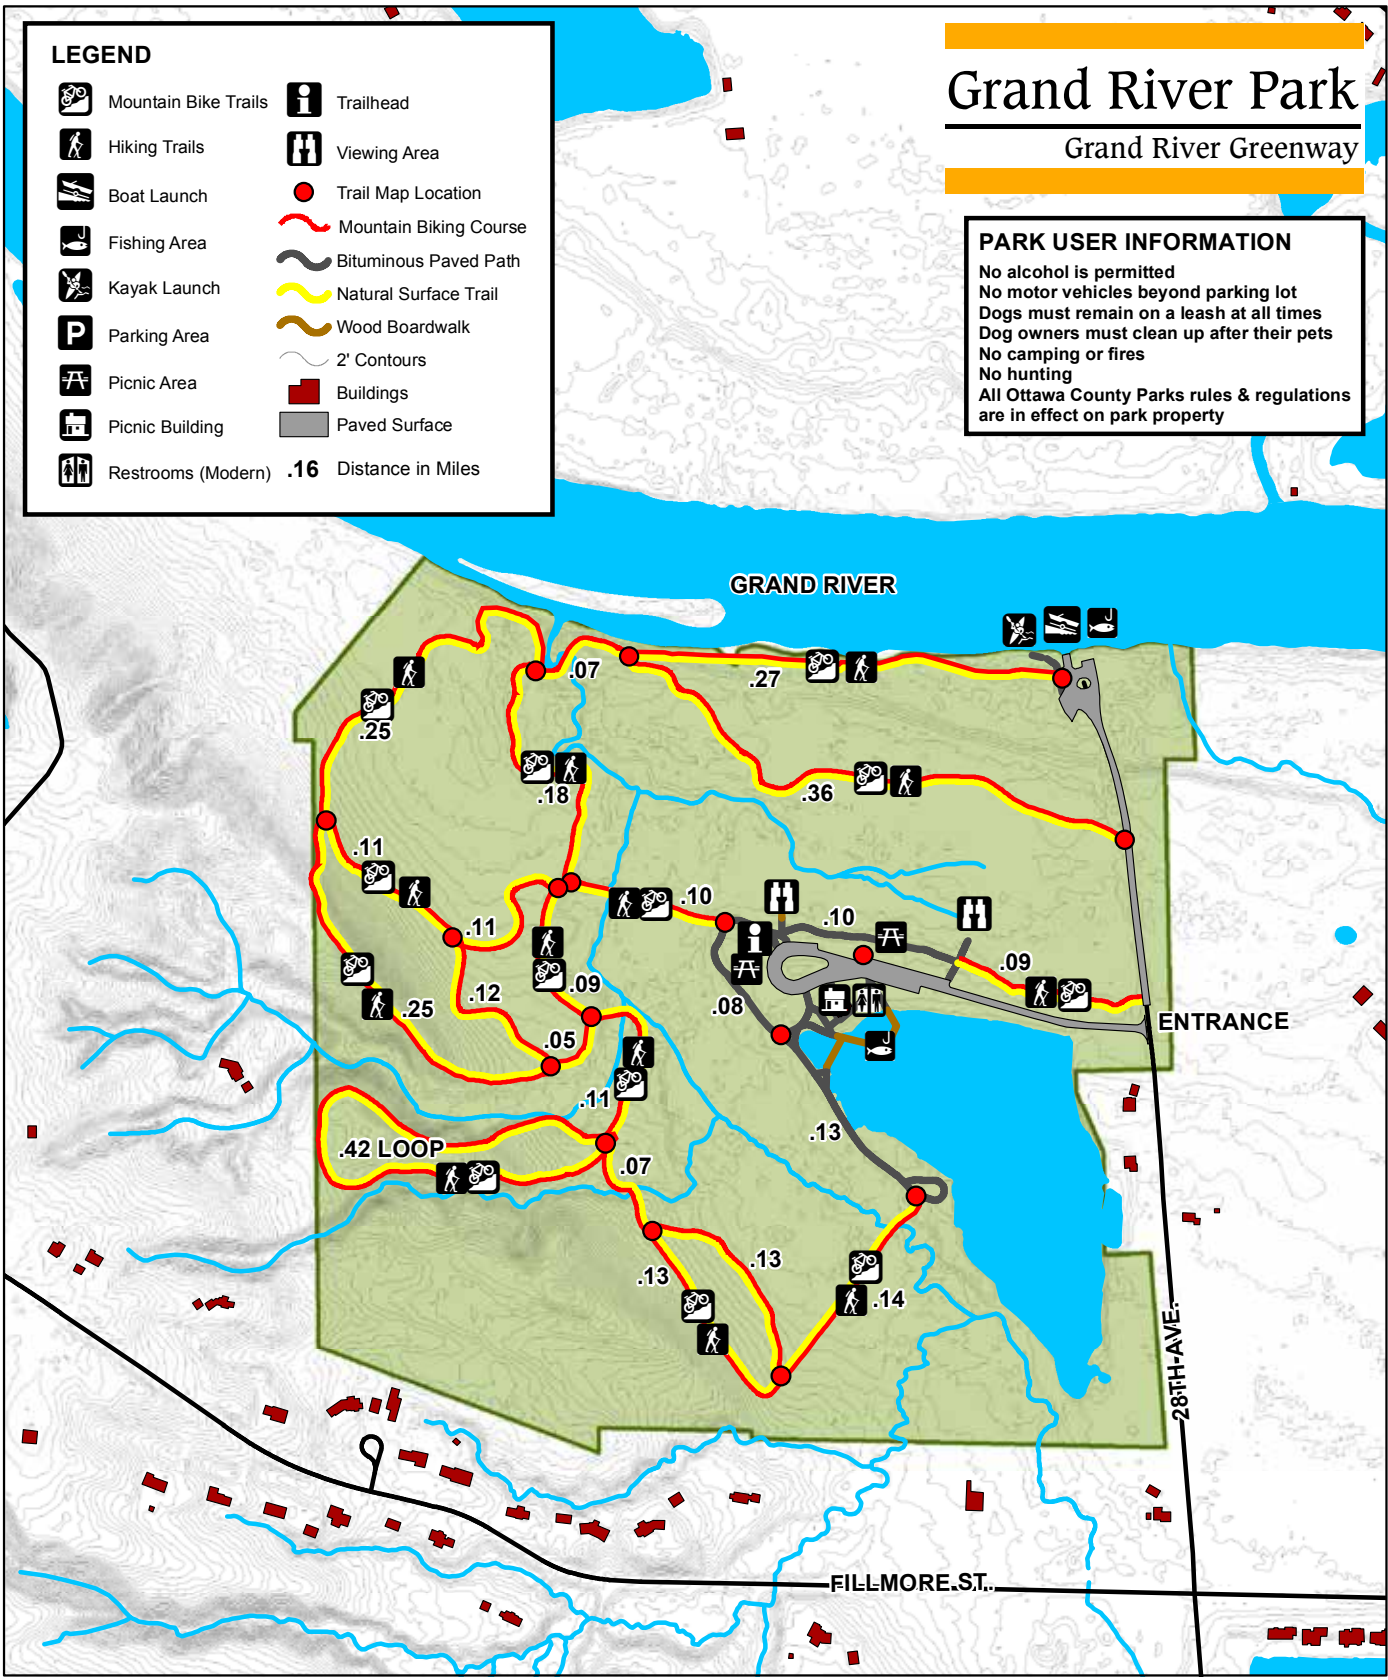 LEGEND
Mountain Bike Trails
Hiking Trails
Boat Launch
Fishing Area
Kayak Launch
P
Parking Area
Picnic Area
Picnic Building
Restrooms (Modern)
i
Trailhead
Viewing Area
Trail Map Location
Mountain Biking Course
Bituminous Paved Path
Natural Surface Trail
Wood Boardwalk
2' Contours
Buildings
Paved Surface
.16 Distance in Miles
Grand River Park
Grand River Greenway
PARK USER INFORMATION
No alcohol is permitted
No motor vehicles beyond parking lot
Dogs must remain on a leash at all times
Dog owners must clean up after their pets
No camping or fires
No hunting
All Ottawa County Parks rules & regulations
are in effect on park property
GRAND RIVER
.07
.27
.25
.18
.36
.11
.10
.11
.10
i
.09
.12
.09
.25
.08
.05
ENTRANCE
.11
.13
.42 LOOP
.07
.13
.13
.14
28TH AVE.
FILLMORE ST.